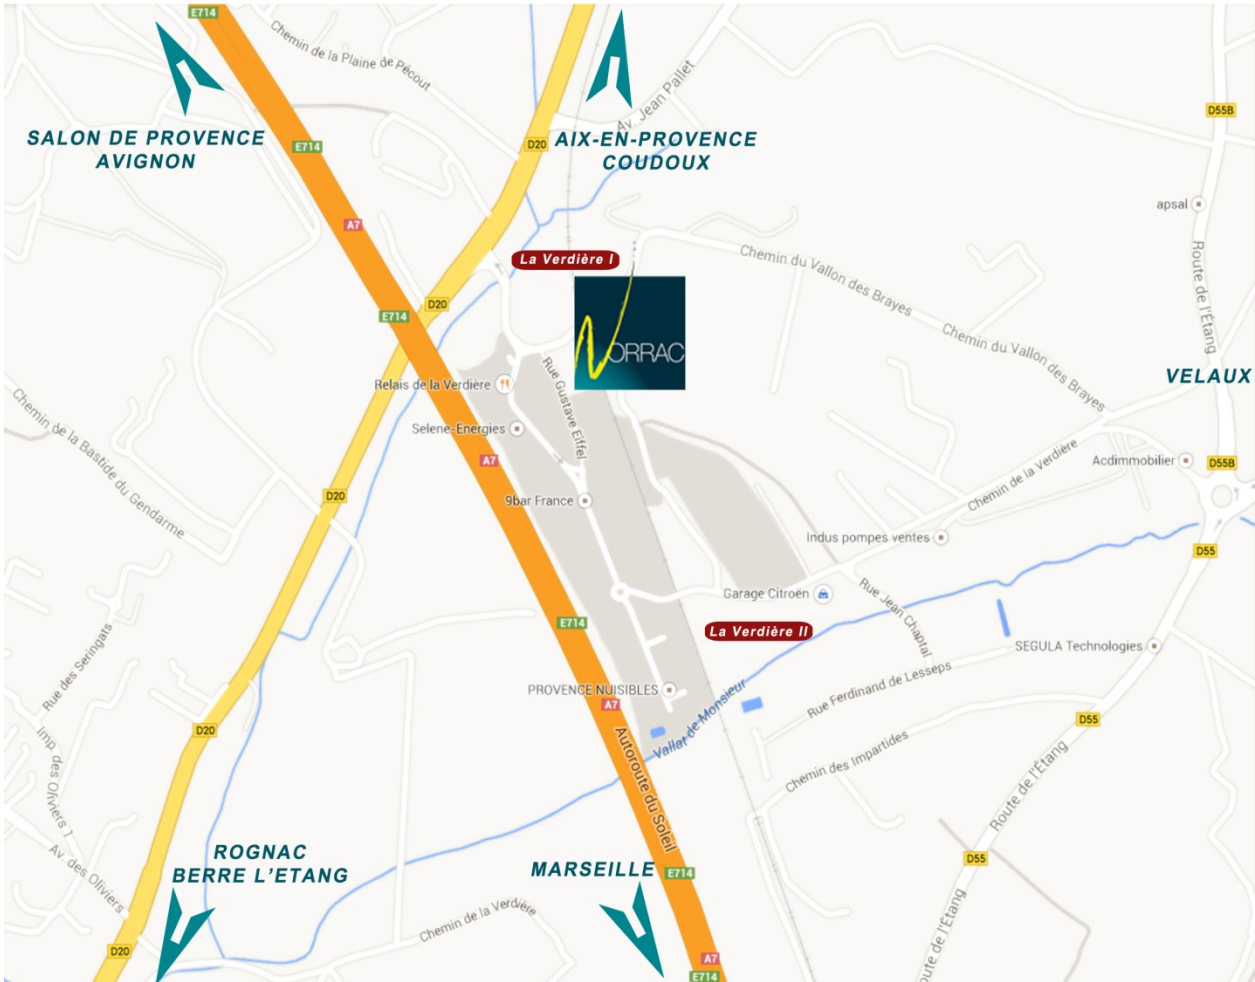 E714
Chemin de la Plaine de Pécout
Av. Jean Pallet
SALON DE PROVENCE
AVIGNON
E714
D20
AIX-EN-PROVENCE
COUDOUX
D55B
apsal
A7
La Verdière I
Chemin du Vallon des Brayes
Route de l'Étang
E714
D20
NORRAC
Chemin du Vallon des Brayes
VELAUX
Relais de la Verdière
Rue Gustave Eiffel
Chemin de la Bastide du Gendarme
Selene-Energies
A7
Chemin de la Verdière
Acdimmobilier
D55B
D20
9bar France
Indus pompes ventes
D55
Garage Citroën
Rue Jean Chaptal
E714
La Verdière II
SEGULA Technologies
Rue des Seringats
PROVENCE NUISIBLES
Rue Ferdinand de Lesseps
A7
Vallat de Monsieur
D20
D55
Imp. des Oliviers 1
Autoroute du Soleil
Chemin des Impartides
Route de l'Étang
ROGNAC
BERRE L'ETANG
MARSEILLE
E714
D55
Av. des Oliviers
Chemin de la Verdière
D20
A7
E714
oute de l'Étang